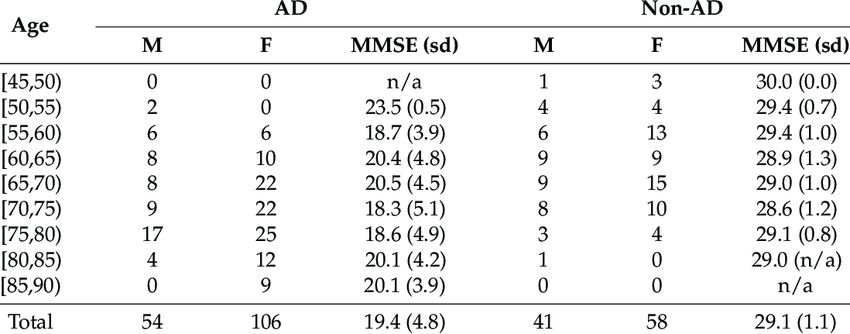 AD Non-AD
Age
M F MMSE (sd) M F MMSE (sd)
[45,50) 0 0 n/a 1 3 30.0 (0.0)
[50,55) 2 0 23.5 (0.5) 4 4 29.4 (0.7)
[55,60) 6 6 18.7 (3.9) 6 13 29.4 (1.0)
[60,65) 8 10 20.4 (4.8) 9 9 28.9 (1.3)
[65,70) 8 22 20.5 (4.5) 9 15 29.0 (1.0)
[70,75) 9 22 18.3 (5.1) 8 10 28.6 (1.2)
[75,80) 17 25 18.6 (4.9) 3 4 29.1 (0.8)
[80,85) 4 12 20.1 (4.2) 1 0 29.0 (n/a)
[85,90) 0 9 20.1 (3.9) 0 0 n/a
Total 54 106 19.4 (4.8) 41 58 29.1 (1.1)